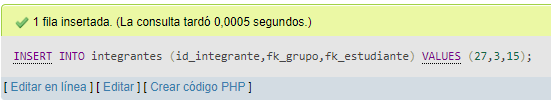 1 fila insertada. (La consulta tardó 0,0005 segundos.)
INSERT INTO integrantes (id_integrante,fk_grupo,fk_estudiante) VALUES (27,3,15);
[ Editar en línea ] [ Editar ] [ Crear código PHP ]